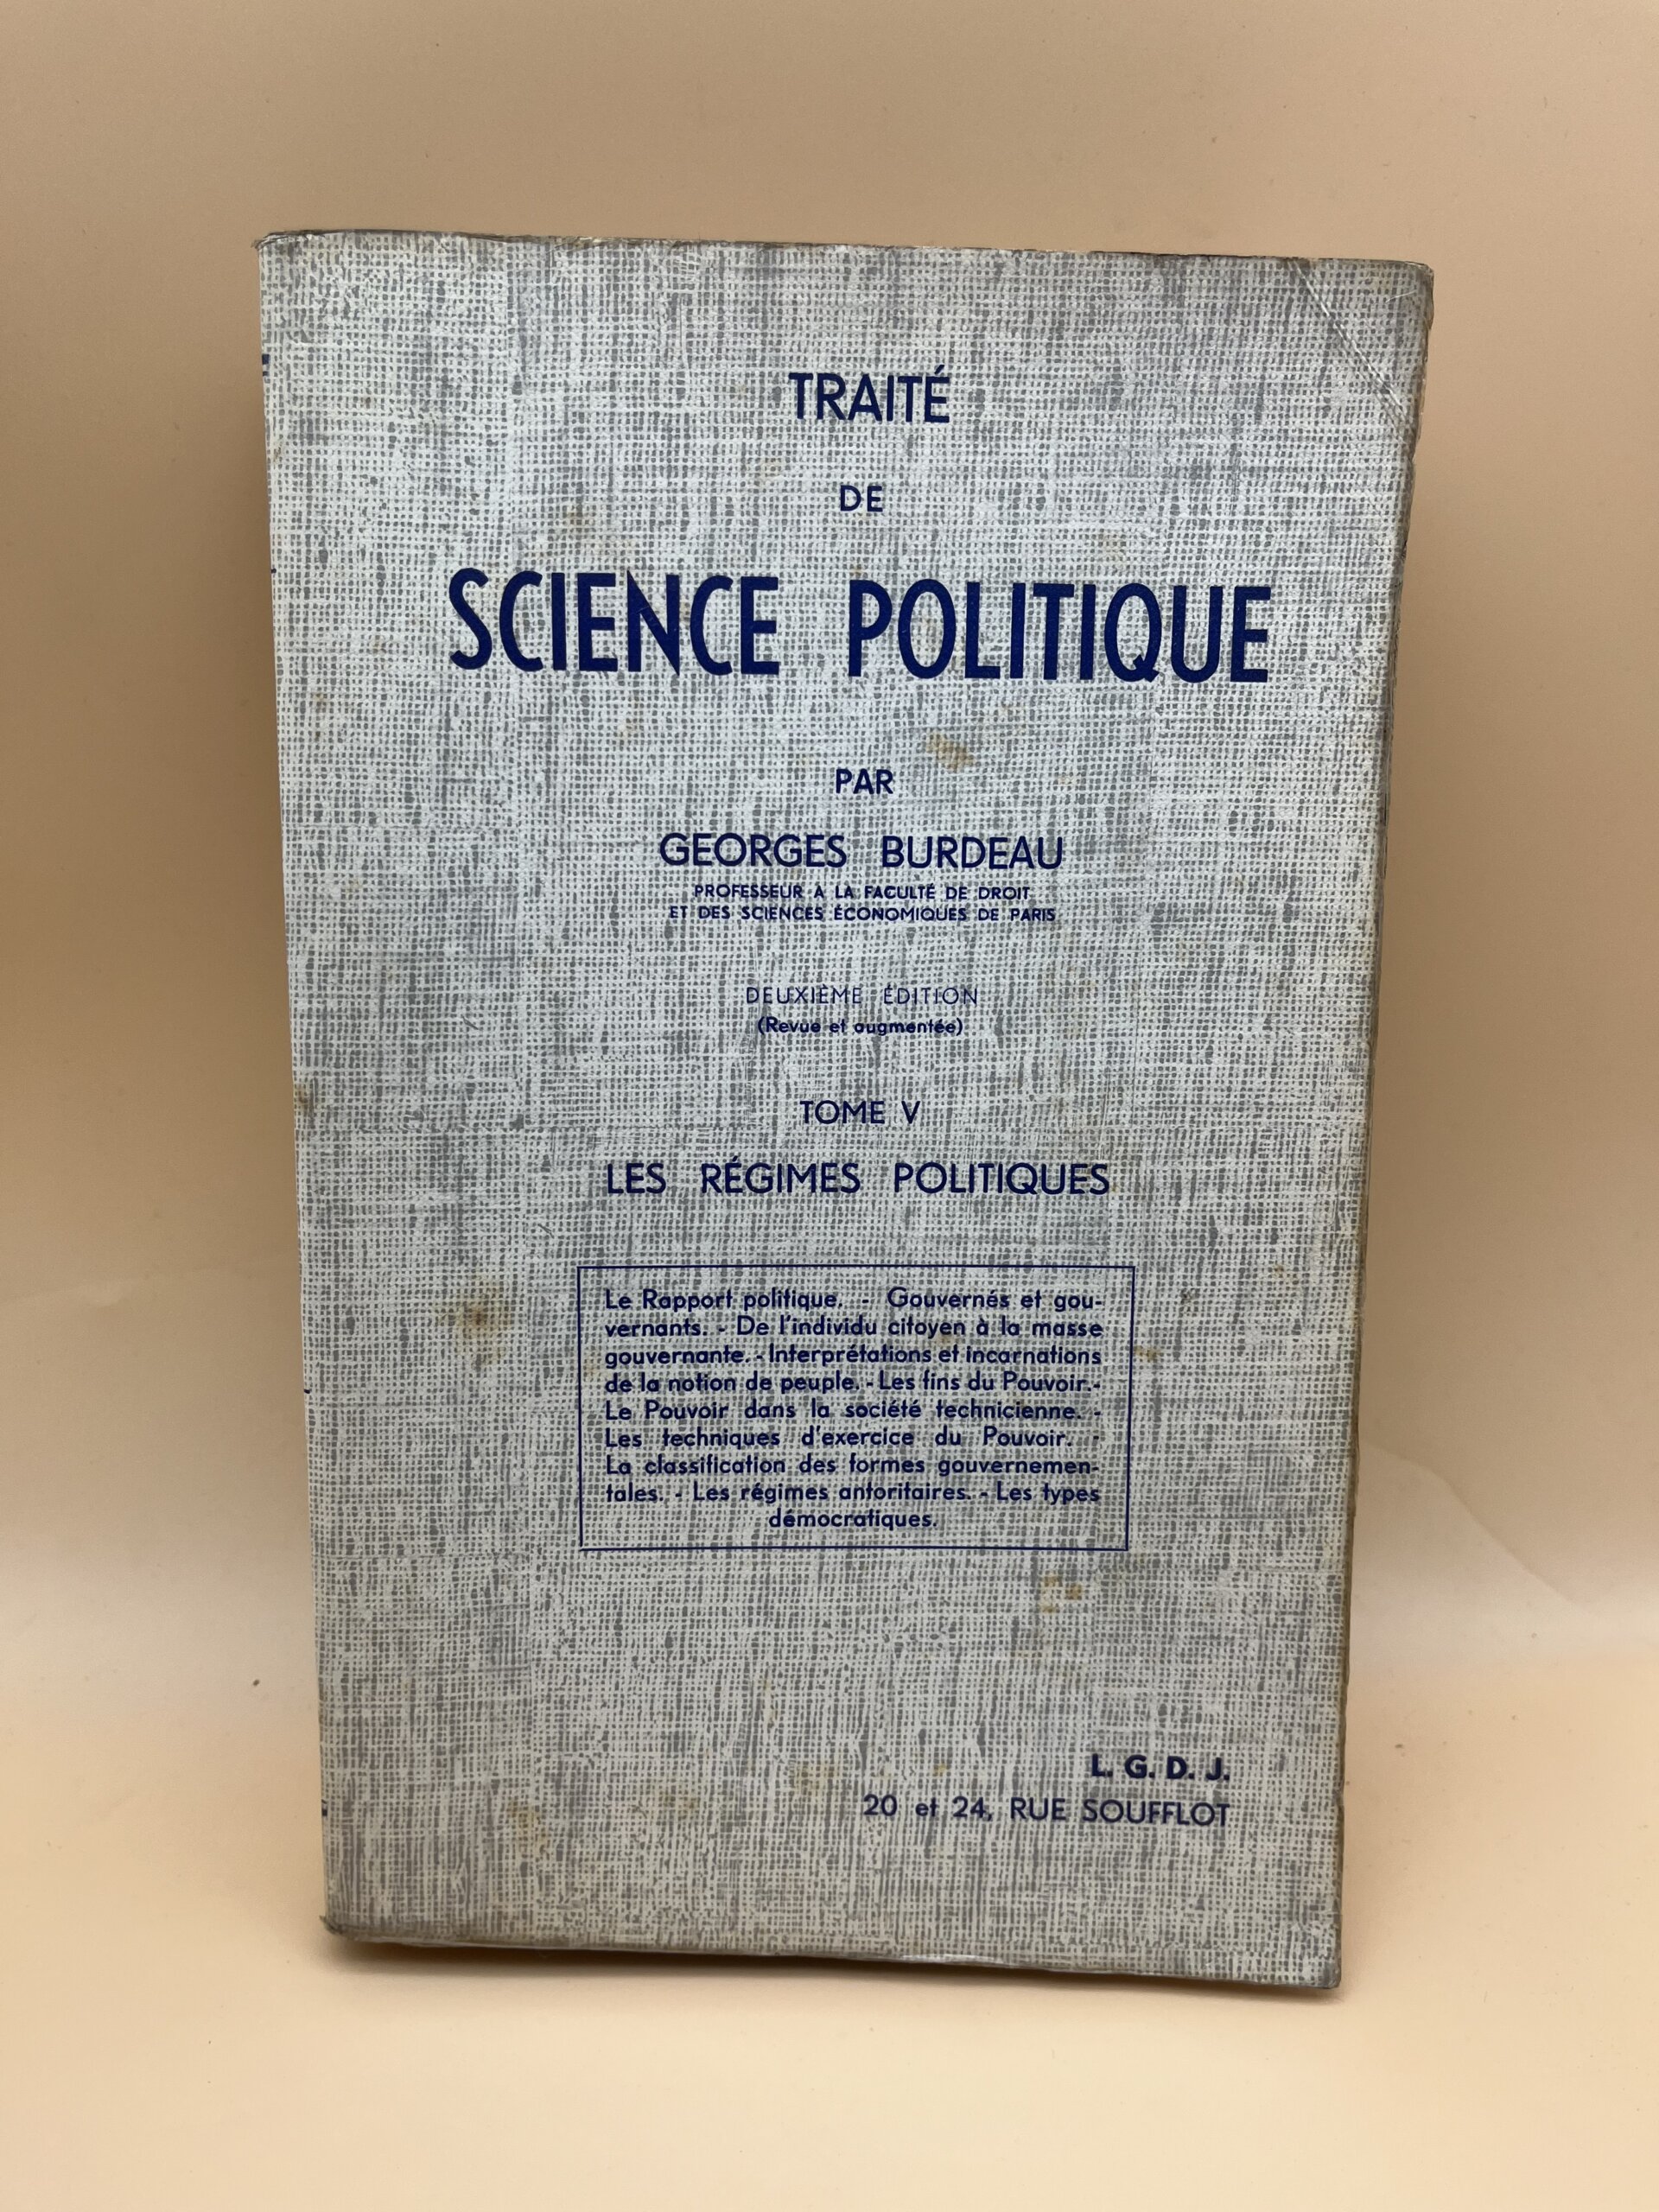 TRAITÉ
DE
SCIENCE POLITIQUE
PAR
GEORGES BURDEAU
PROFESSEUR A LA FACULTÉ DE DROIT
ET DES SCIENCES ÉCONOMIQUES DE PARIS
DEUXIÈME ÉDITION
(Revue et augmentée)
TOME V
LES RÉGIMES POLITIQUES
Le Rapport politique. - Gouvernés et gou-
vernants. - De l'individu citoyen à la masse
gouvernante. - Interprétations et incarnations
de la notion de peuple. - Les fins du Pouvoir. -
Le Pouvoir dans la société technicienne. -
Les techniques d'exercice du Pouvoir. -
La classification des formes gouvernemen-
tales. - Les régimes antoritaires. - Les types
démocratiques.
L. G. D. J.
20 et 24, RUE SOUFFLOT